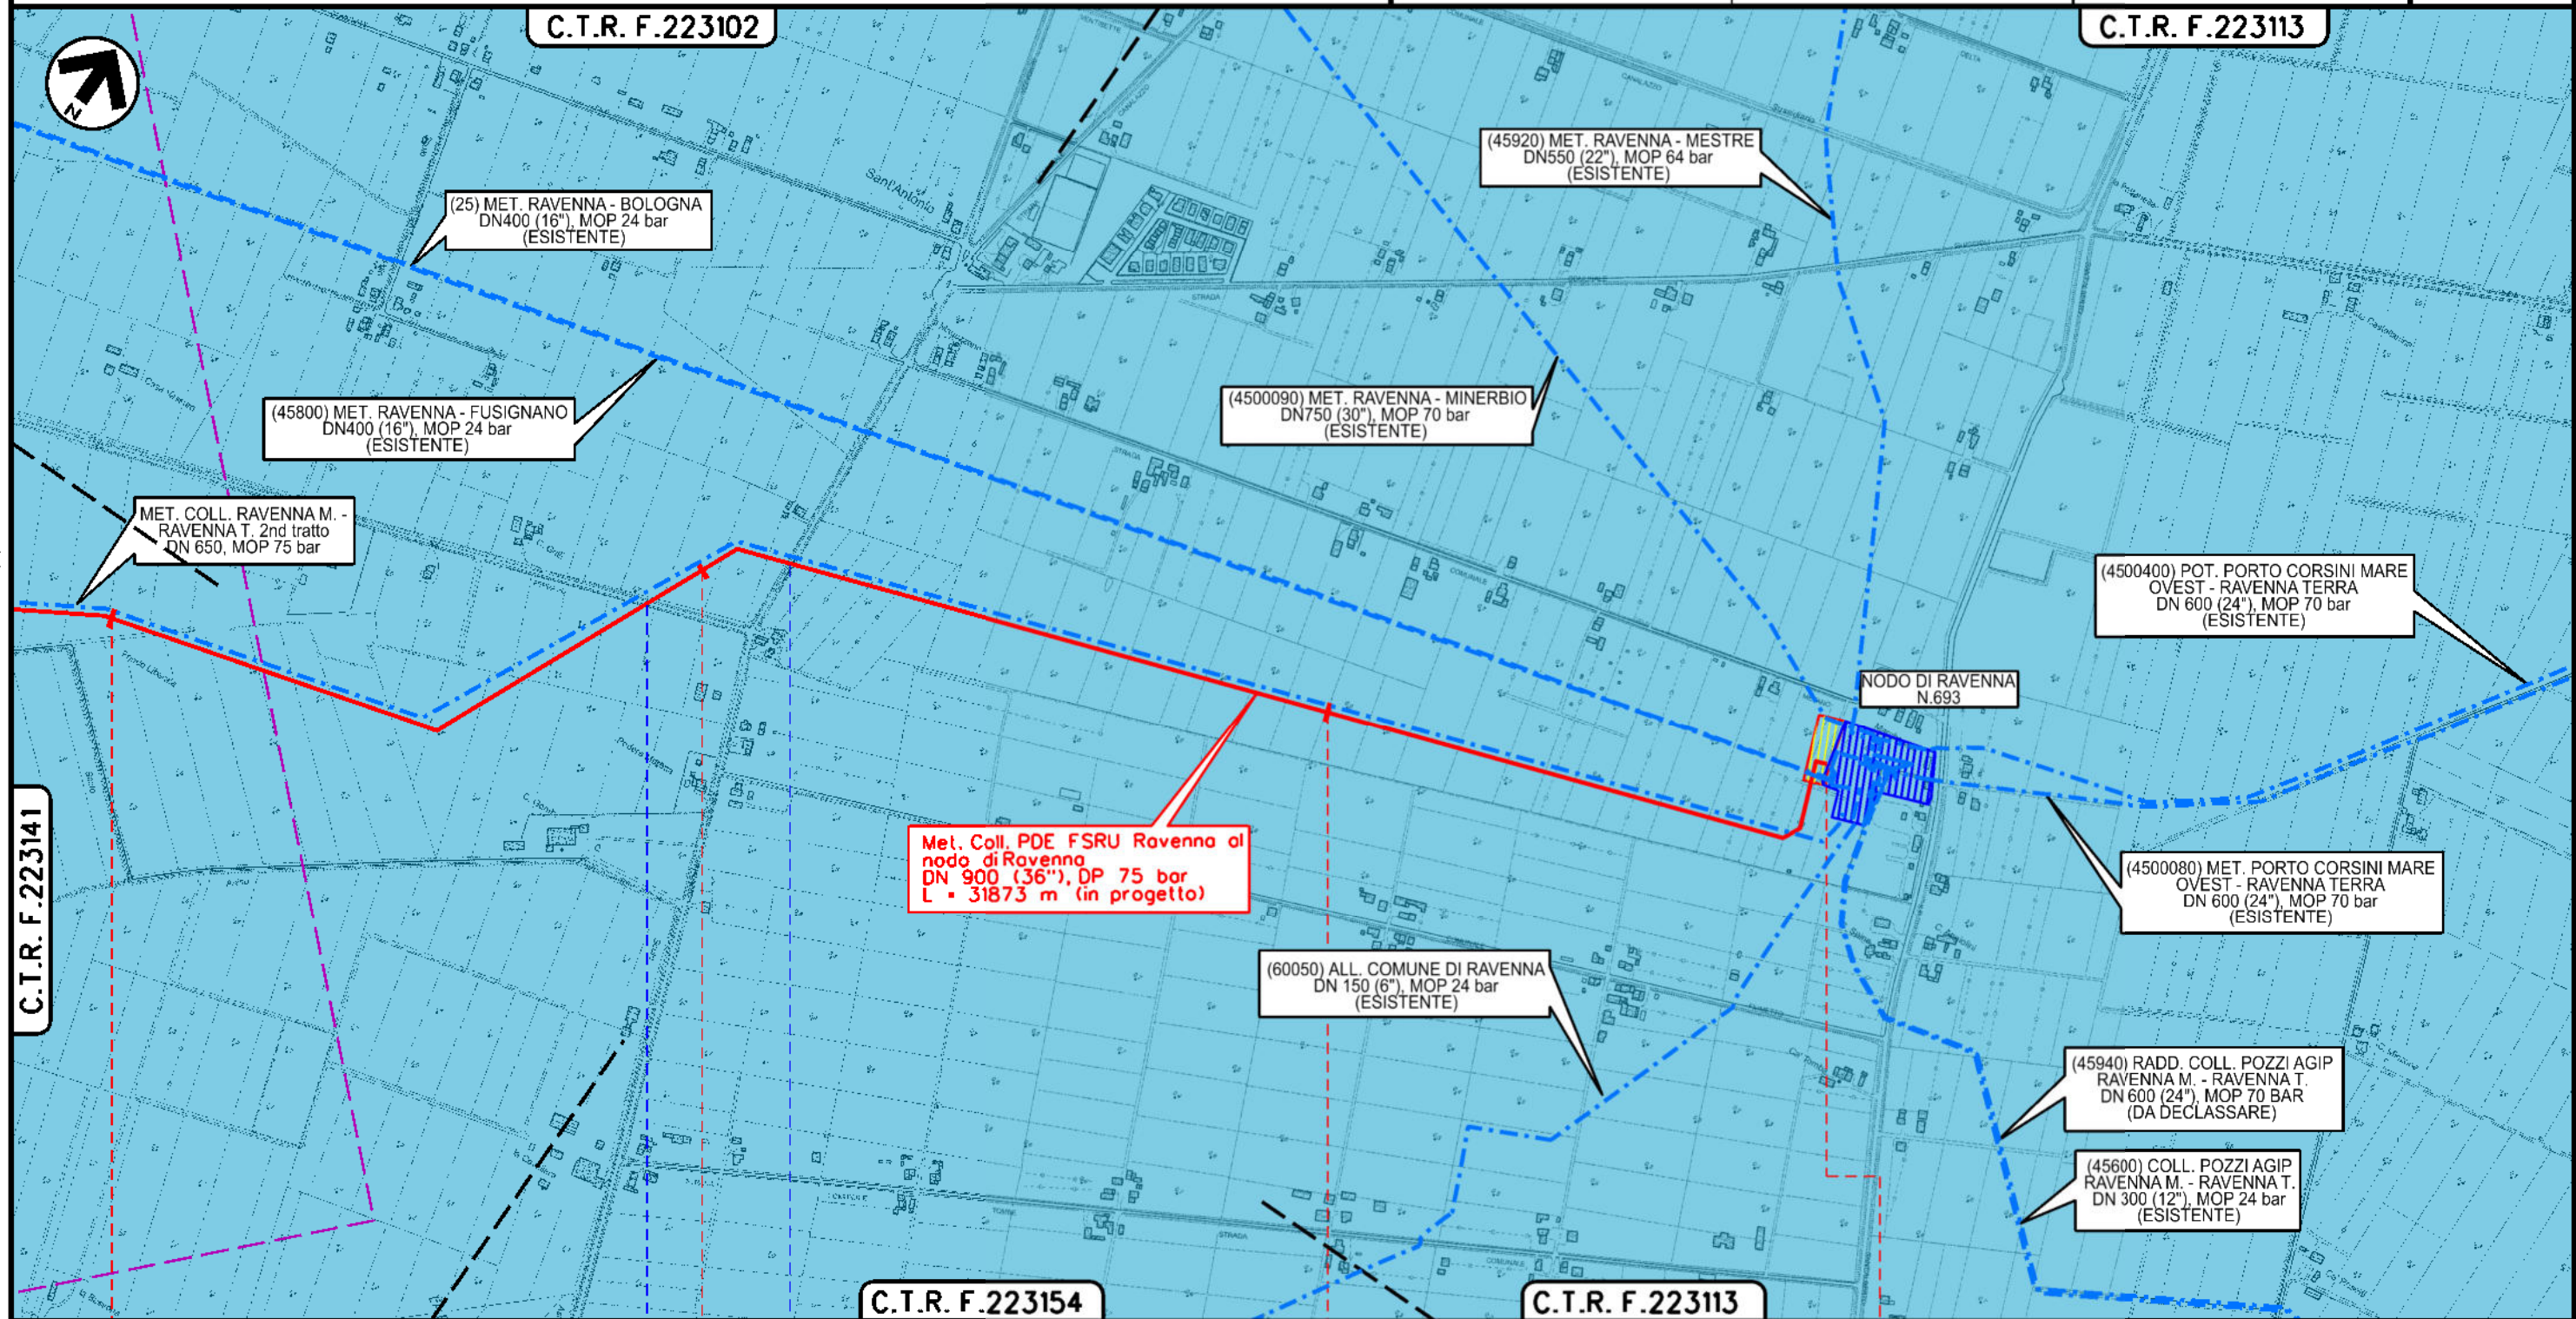 C.T.R. F.223102
C.T.R. F.223113
N
(45920) MET. RAVENNA - MESTRE
DN550 (22"), MOP 64 bar
(ESISTENTE)
(25) MET. RAVENNA - BOLOGNA
DN400 (16"), MOP 24 bar
(ESISTENTE)
Sant'Antonio
STRADA
(4500090) MET. RAVENNA - MINERBIO
DN750 (30"), MOP 70 bar
(ESISTENTE)
(45800) MET. RAVENNA - FUSIGNANO
DN400 (16"), MOP 24 bar
(ESISTENTE)
STRADA
MET. COLL. RAVENNA M. -
RAVENNA T. 2nd tratto
DN 650, MOP 75 bar
COMUNALE
(4500400) POT. PORTO CORSINI MARE
OVEST - RAVENNA TERRA
DN 600 (24"), MOP 70 bar
(ESISTENTE)
NODO DI RAVENNA
N.693
C.T.R. F.223141
Met. Coll. PDE FSRU Ravenna al
nodo di Ravenna
DN 900 (36"), DP 75 bar
L = 31873 m (in progetto)
(4500080) MET. PORTO CORSINI MARE
OVEST - RAVENNA TERRA
DN 600 (24"), MOP 70 bar
(ESISTENTE)
(60050) ALL. COMUNE DI RAVENNA
DN 150 (6"), MOP 24 bar
(ESISTENTE)
(45940) RADD. COLL. POZZI AGIP
RAVENNA M. - RAVENNA T.
DN 600 (24"), MOP 70 BAR
(DA DECLASSARE)
(45600) COLL. POZZI AGIP
RAVENNA M. - RAVENNA T.
DN 300 (12"), MOP 24 bar
(ESISTENTE)
STRADA
COMUNALE
C.T.R. F.223154
C.T.R. F.223113